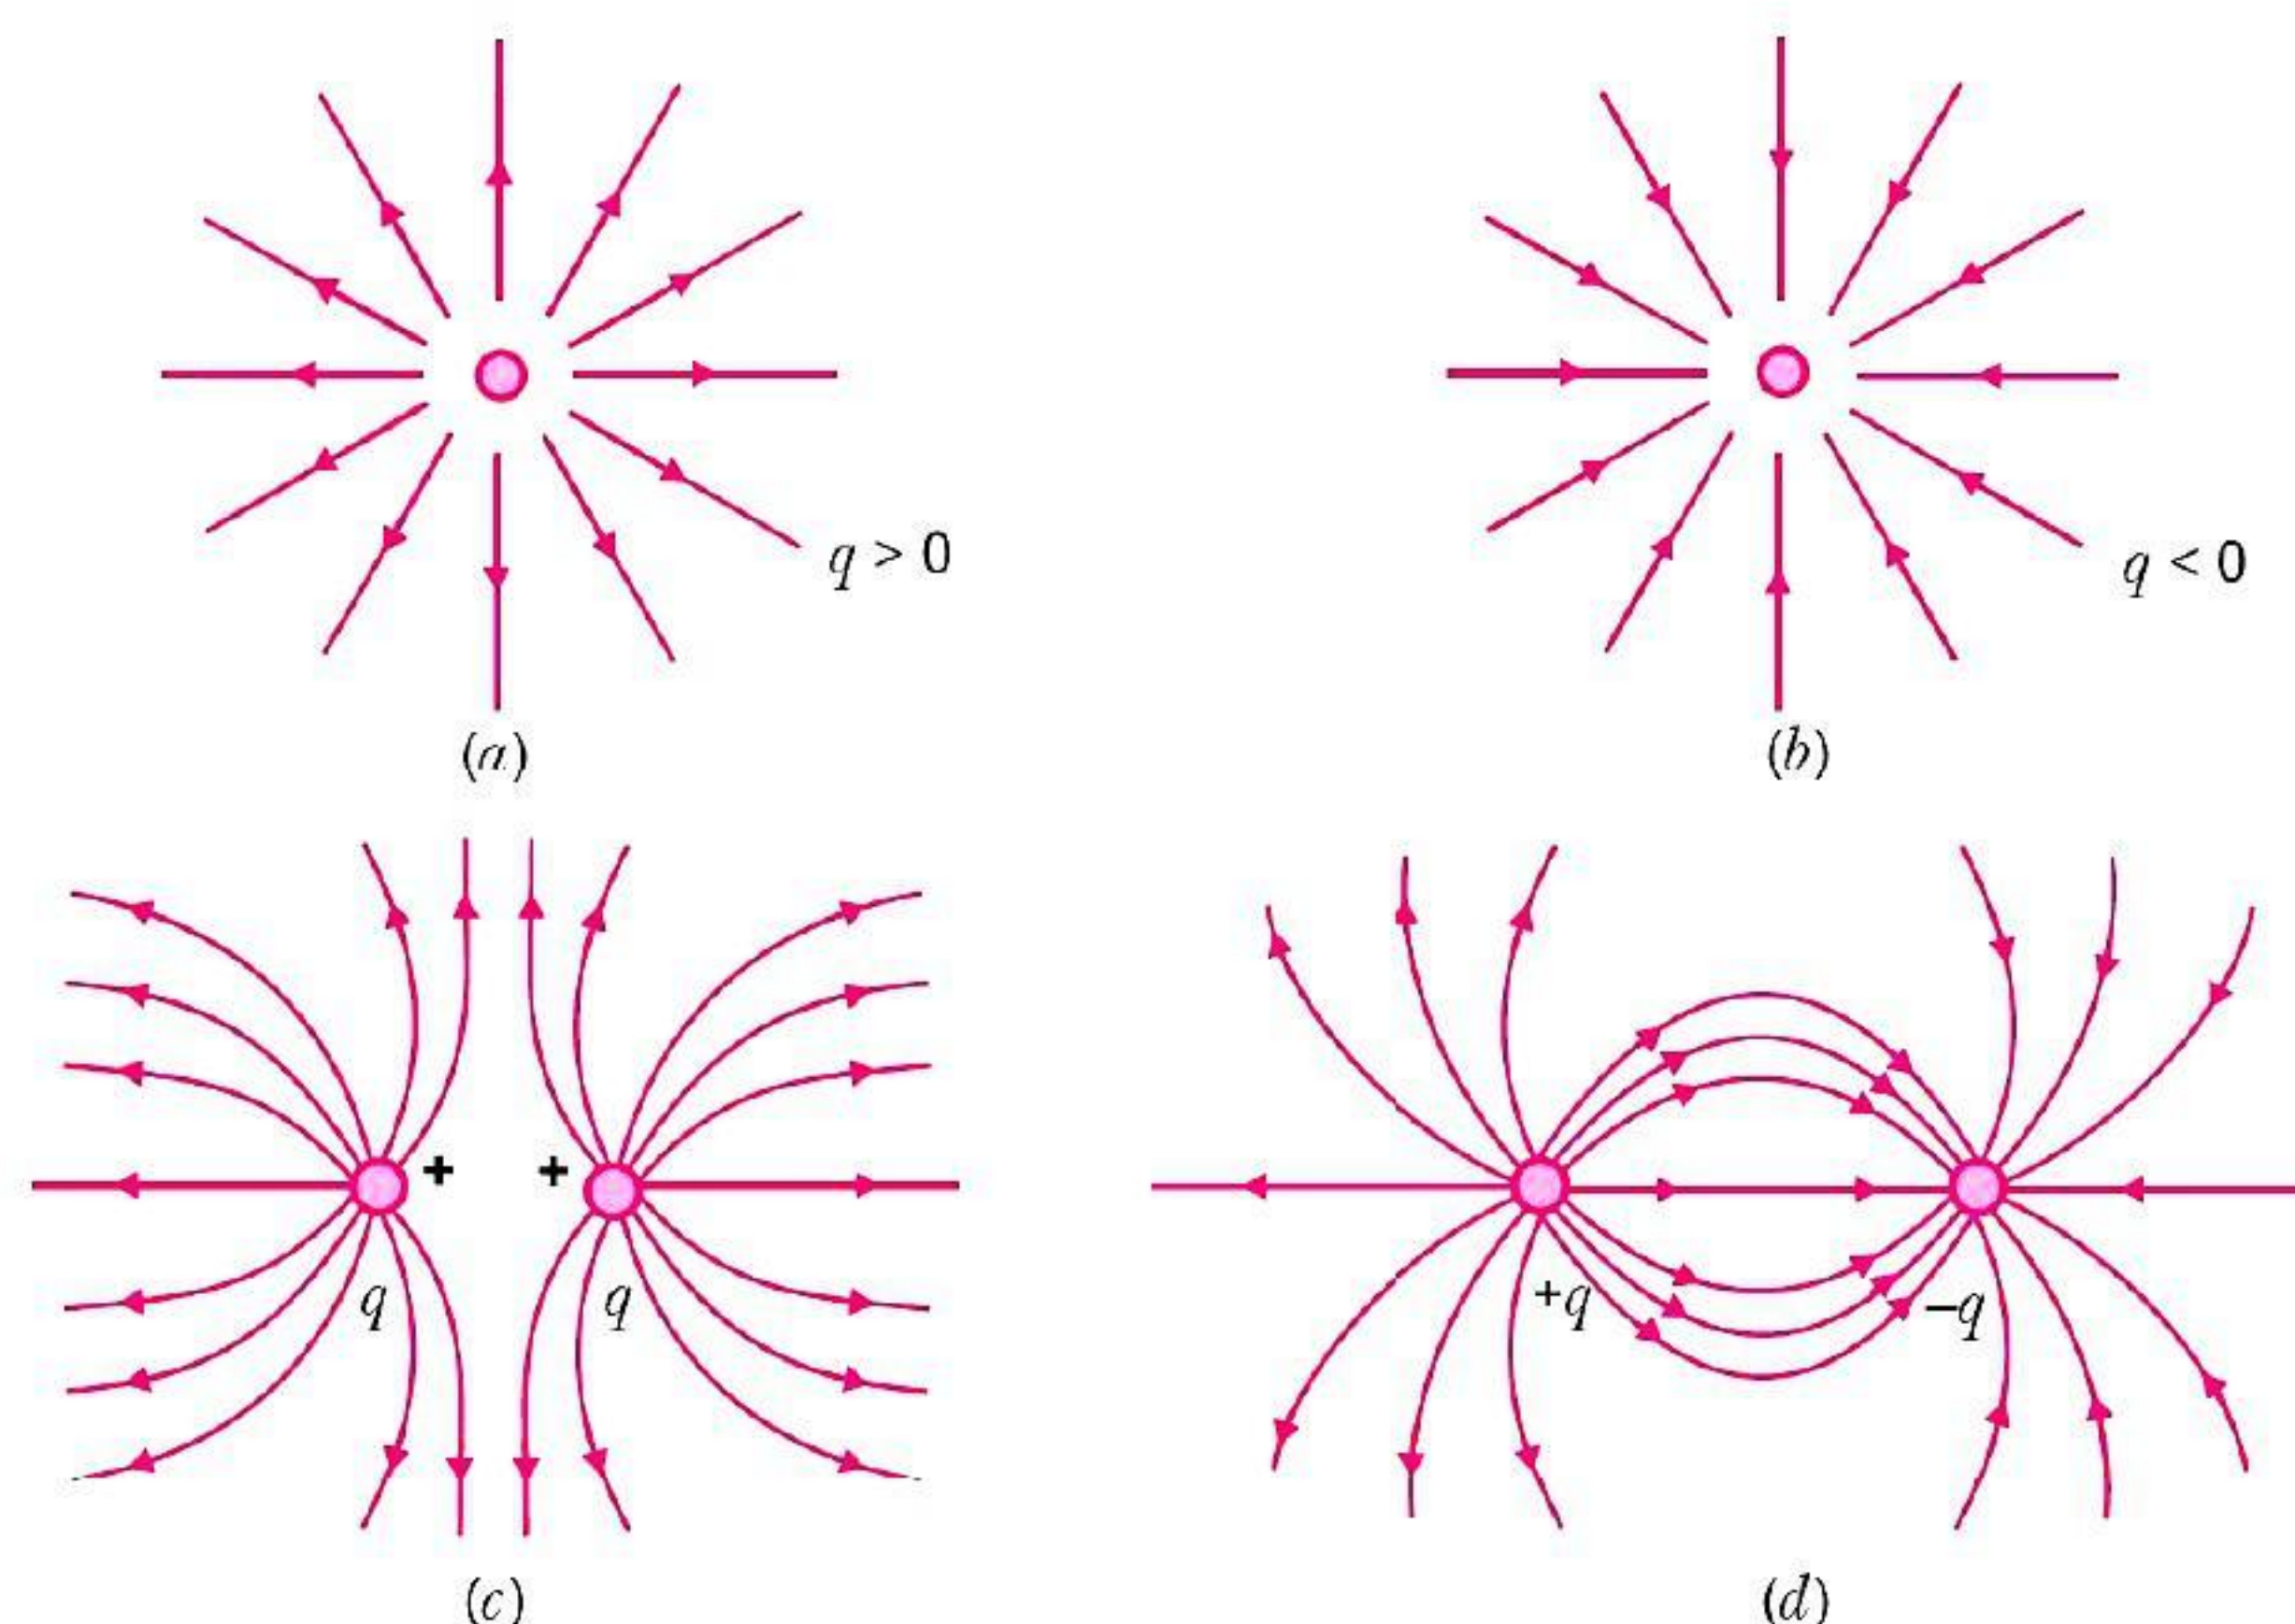 q > 0
q < 0
(a)
(b)
+ +
q q
+q –q
(c)
(d)